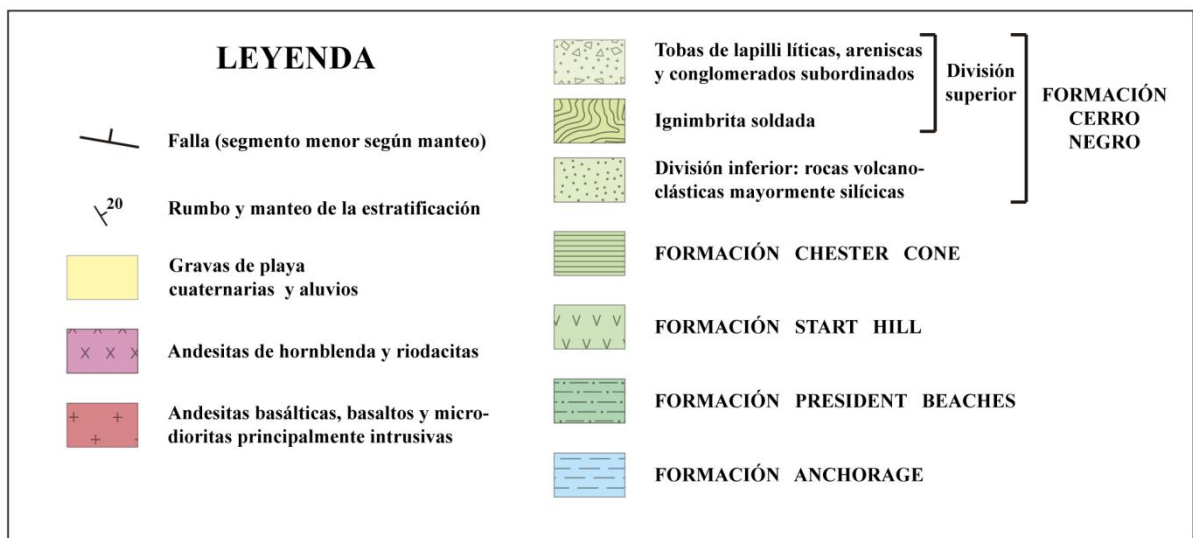 LEYENDA
Falla (segmento menor según manteo)
20
Rumbo y manteo de la estratificación
Gravas de playa
cuaternarias y aluvios
Andesitas de hornblenda y riodacitas
Andesitas basálticas, basaltos y micro-
dioritas principalmente intrusivas
Tobas de lapilli líticas, areniscas
y conglomerados subordinados
Ignimbrita soldada
División
superior
División inferior: rocas volcano-
clásticas mayormente silícicas
FORMACIÓN
CERRO
NEGRO
FORMACIÓN CHESTER CONE
FORMACIÓN START HILL
FORMACIÓN PRESIDENT BEACHES
FORMACIÓN ANCHORAGE